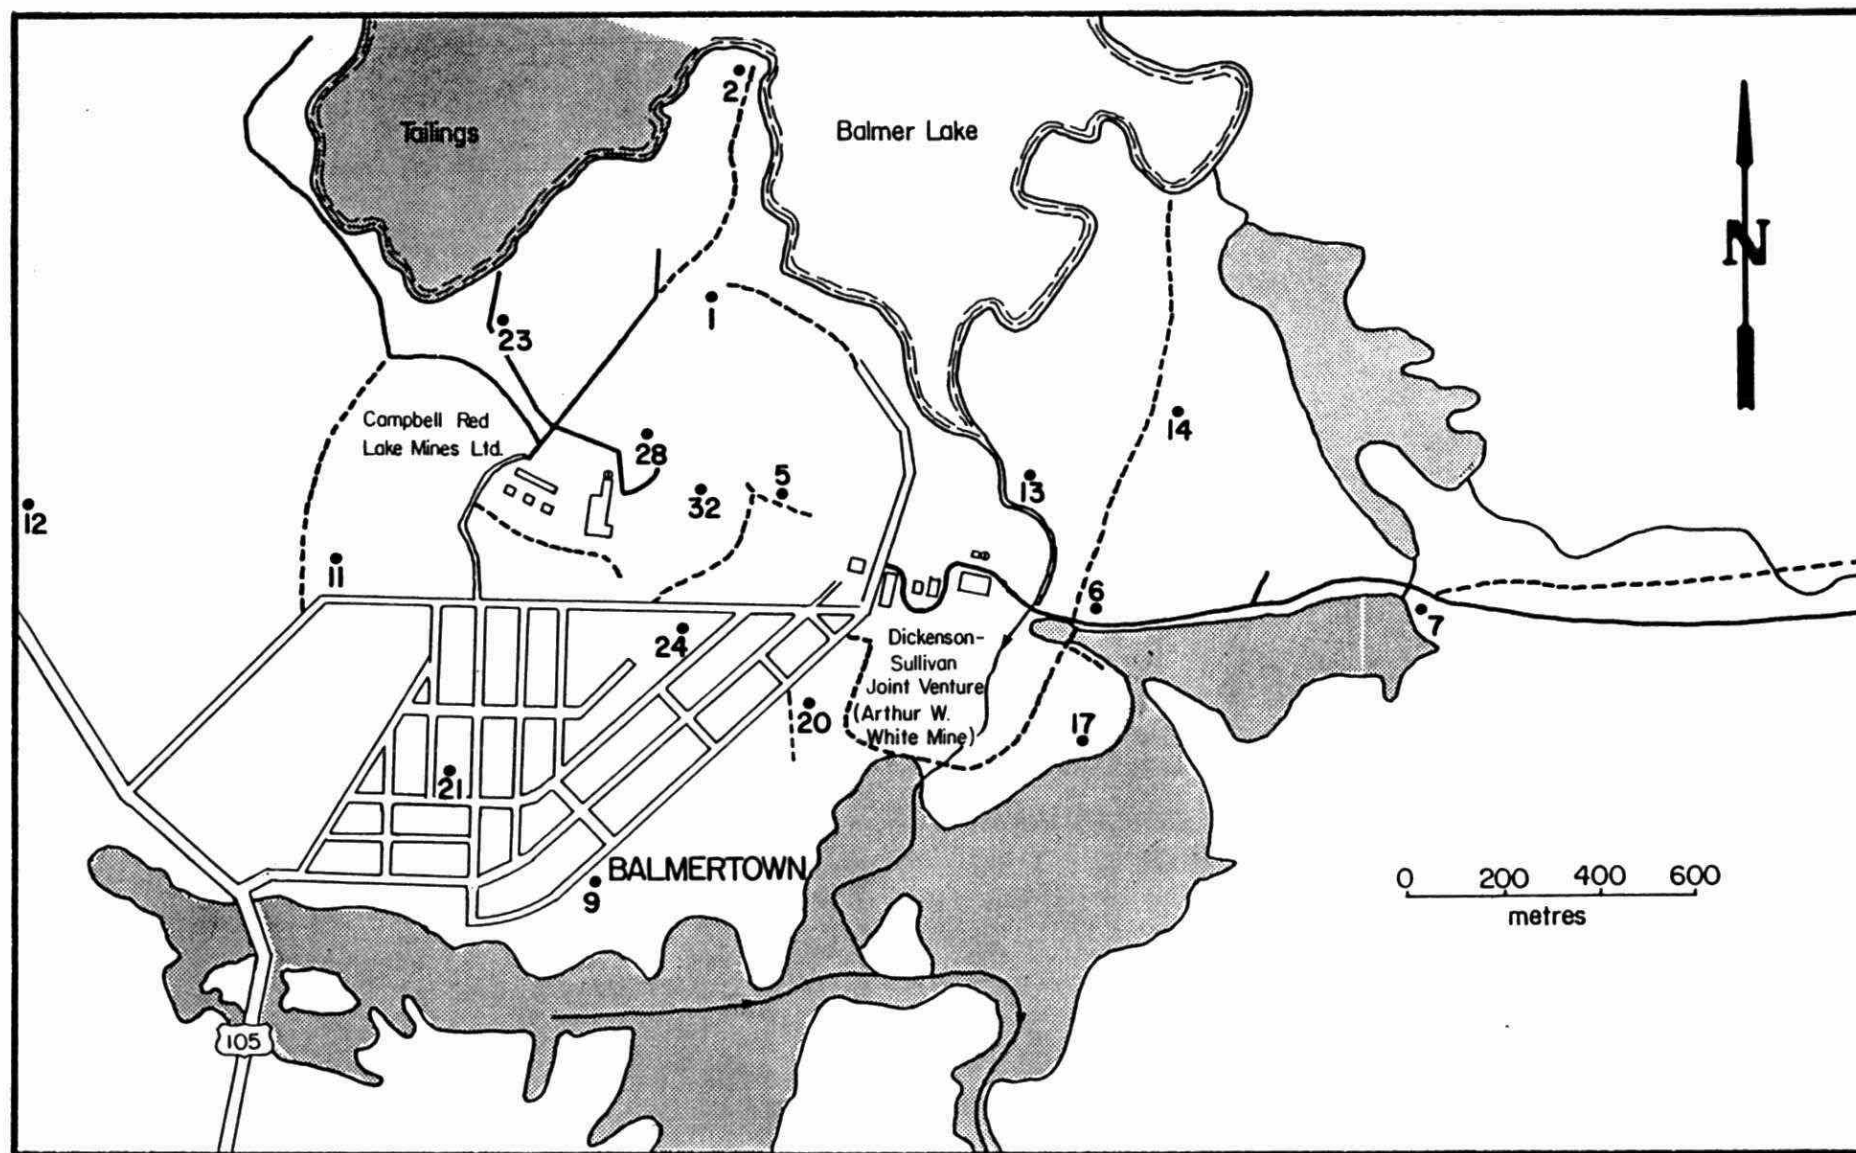 2
Tailings
Balmer Lake
N
1
23
Campbell Red
Lake Mines Ltd.
14
28
5
13
32
12
11
6
7
24
Dickenson-
Sullivan
Joint Venture
(Arthur W.
White Mine)
20
17
21
BALMERTOWN
9
0 200 400 600
metres
105